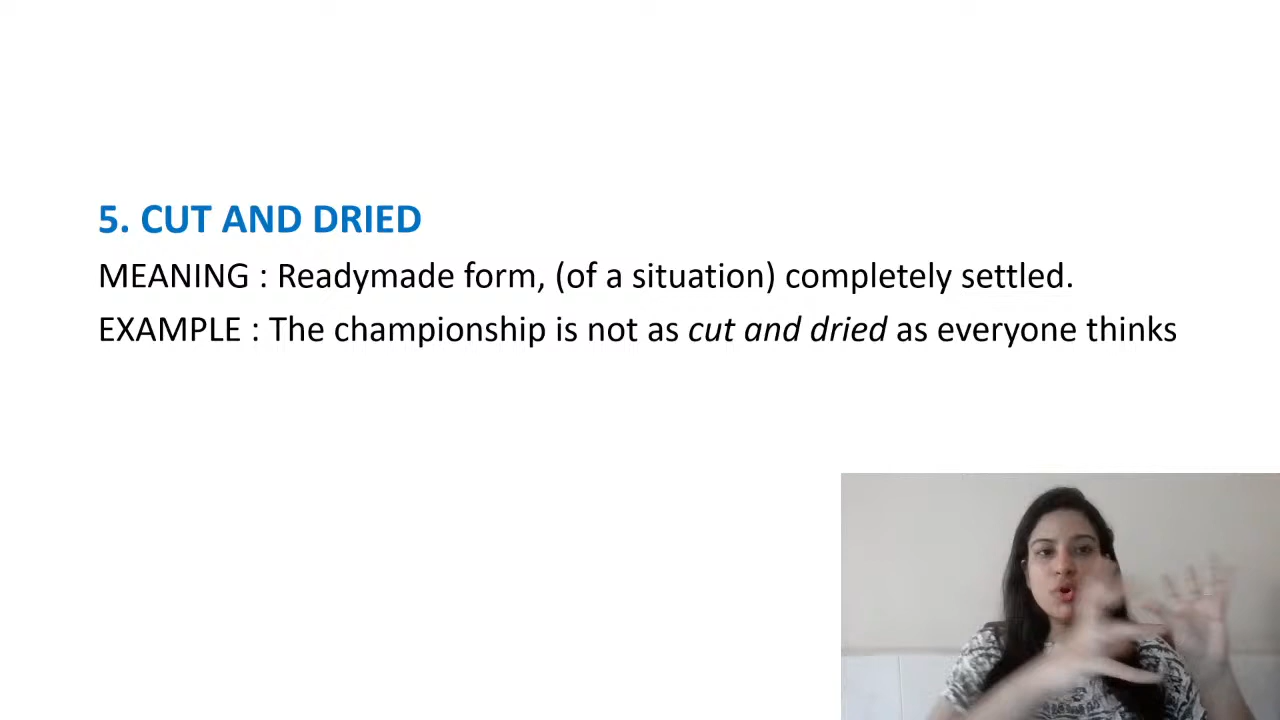 5. CUT AND DRIED
MEANING : Readymade form, (of a situation) completely settled.
EXAMPLE : The championship is not as cut and dried as everyone thinks